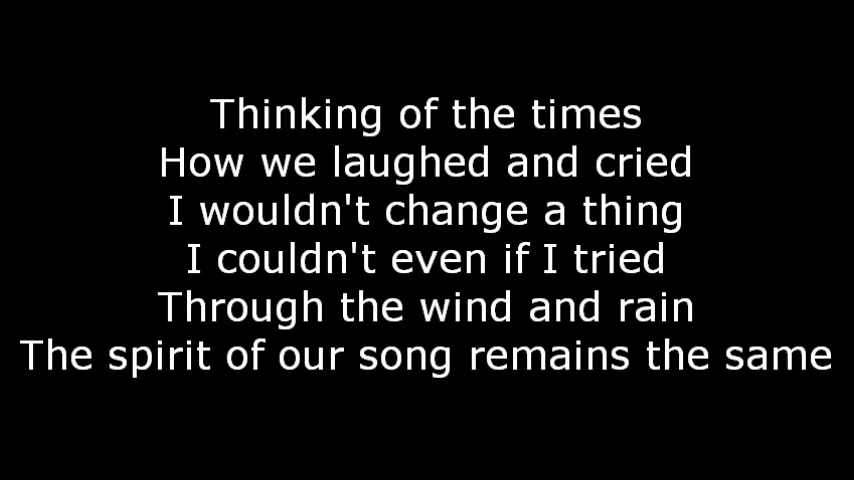 Thinking of the times
How we laughed and cried
I wouldn't change a thing
I couldn't even if I tried
Through the wind and rain
The spirit of our song remains the same